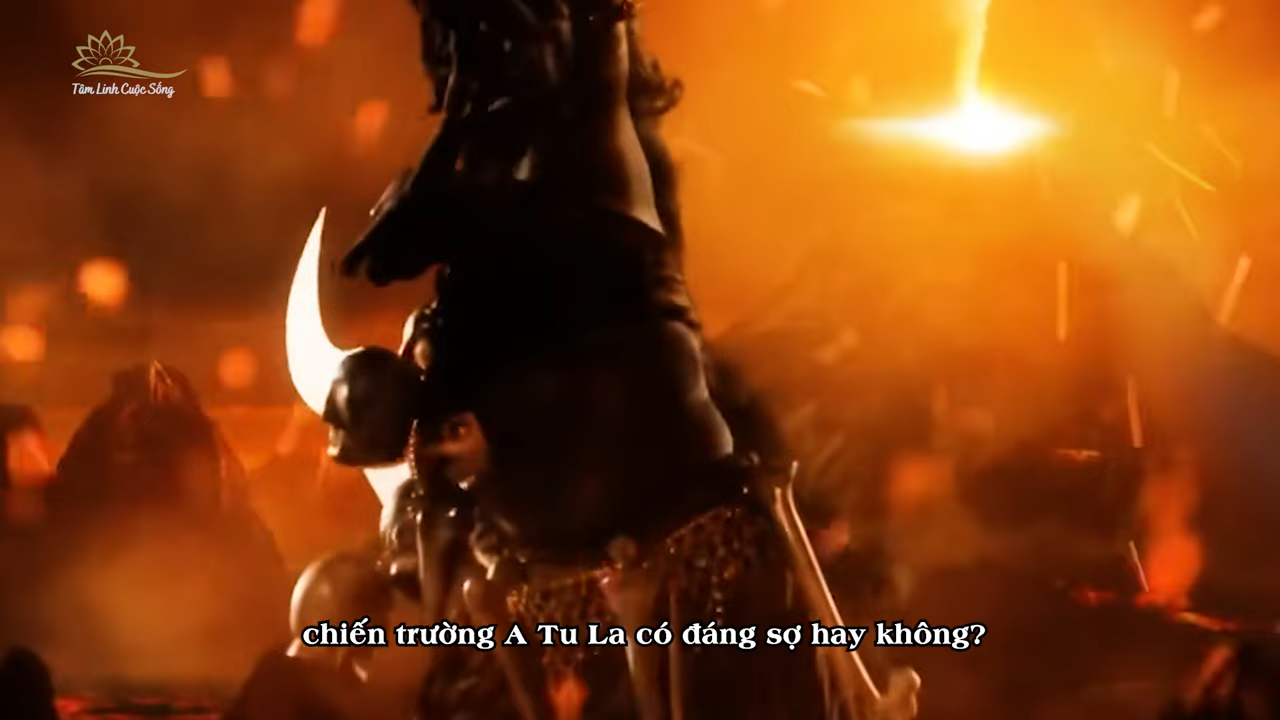 Tâm Linh Cuộc Sống
chiến trường A Tu La có đáng sợ hay không?